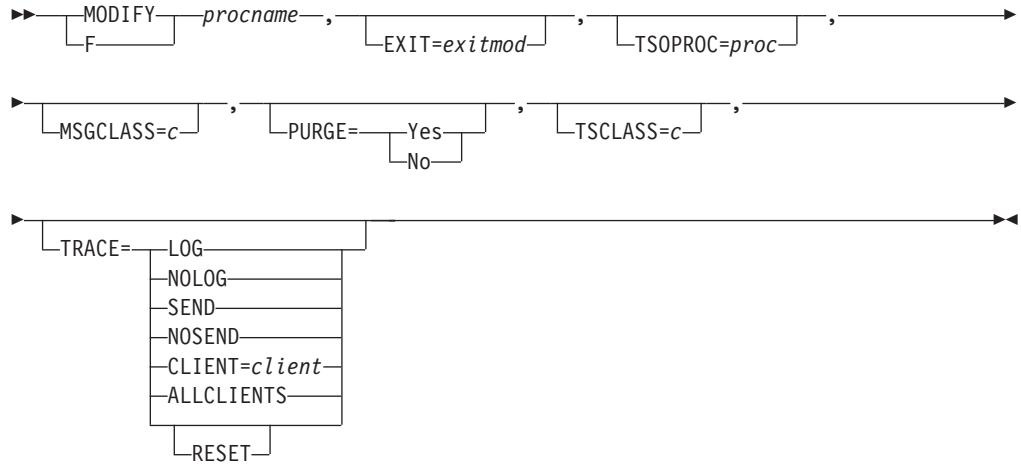 MODIFY procname , , ,
F EXIT=exitmod TSOPROC=proc
, , ,
MSGCLASS=c PURGE= Yes TSCLASS=c
No
TRACE= LOG
NOLOG
SEND
NOSEND
CLIENT=client
ALLCLIENTS
RESET